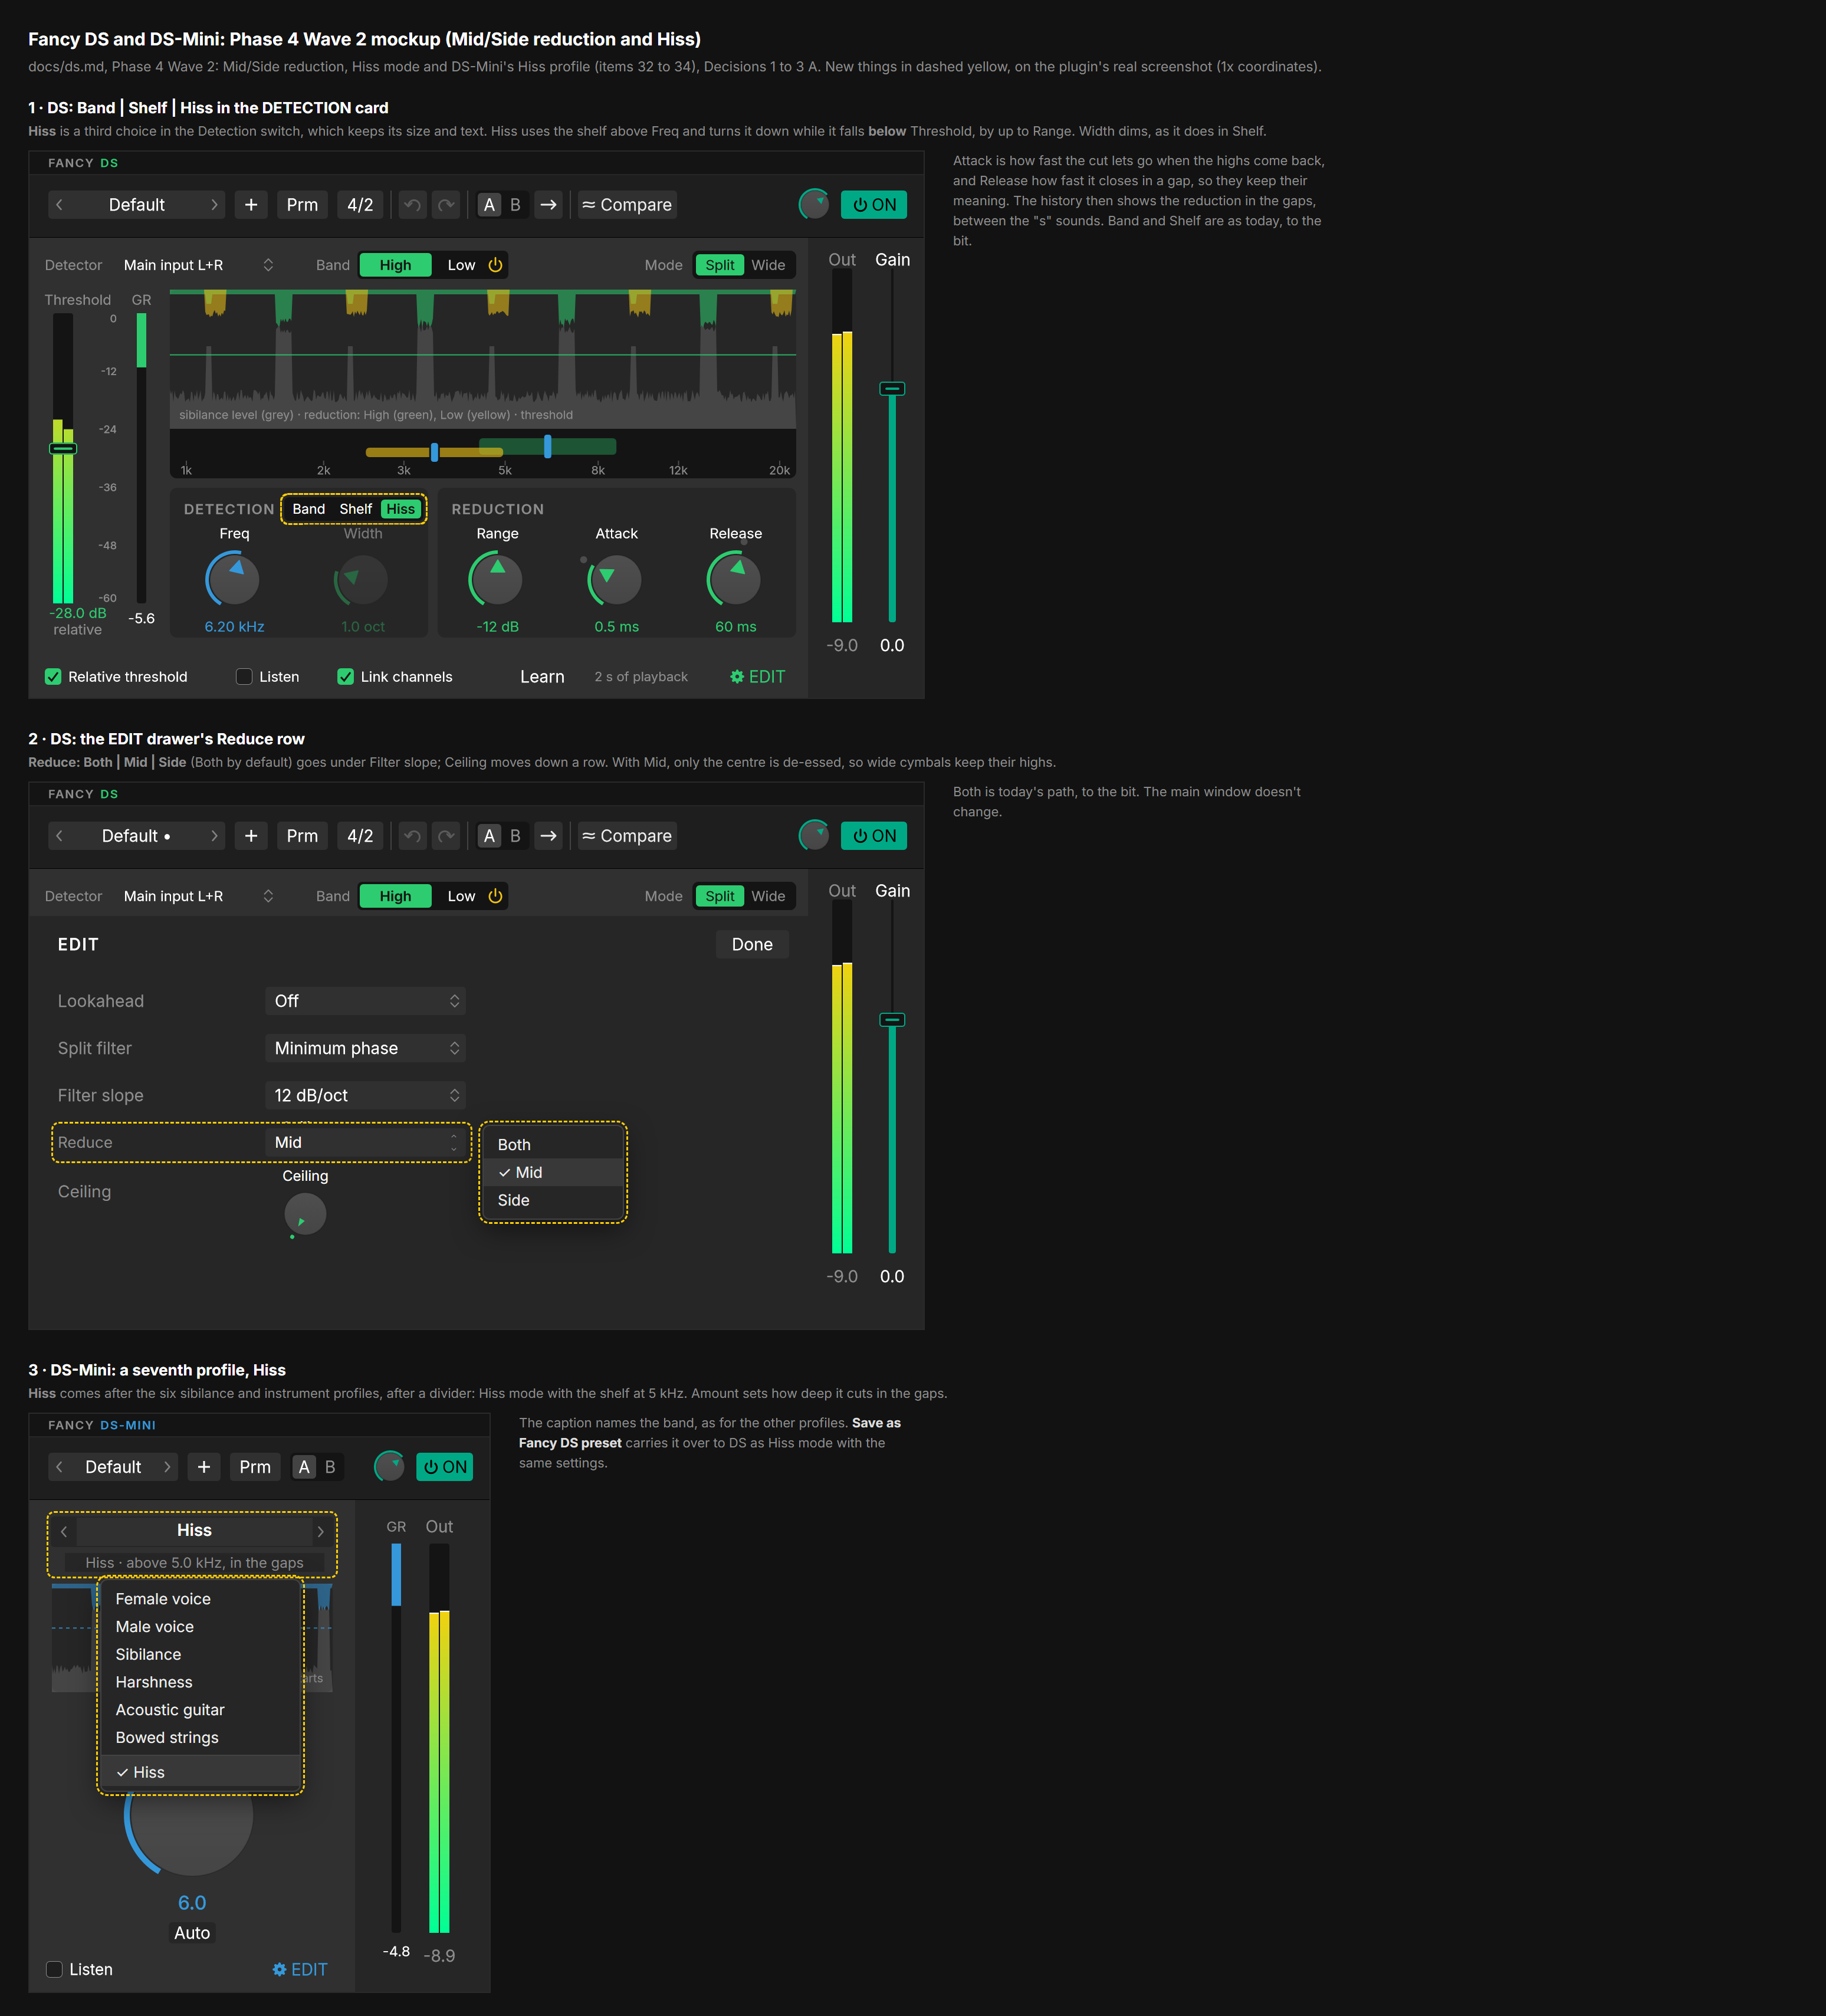 Fancy DS and DS-Mini: Phase 4 Wave 2 mockup (Mid/Side reduction and Hiss)
docs/ds.md, Phase 4 Wave 2: Mid/Side reduction, Hiss mode and DS-Mini's Hiss profile (items 32 to 34), Decisions 1 to 3 A. New things in dashed yellow, on the plugin's real screenshot (1x coordinates).
1 · DS: Band | Shelf | Hiss in the DETECTION card
Hiss is a third choice in the Detection switch, which keeps its size and text. Hiss uses the shelf above Freq and turns it down while it falls below Threshold, by up to Range. Width dims, as it does in Shelf.
FANCY DS
Attack is how fast the cut lets go when the highs come back,
and Release how fast it closes in a gap, so they keep their
meaning. The history then shows the reduction in the gaps,
between the "s" sounds. Band and Shelf are as today, to the
bit.
Default + Prm 4/2 A B → ≈ Compare ON
Detector Main input L+R Band High Low Mode Split Wide
Out Gain
Threshold GR
0
-12
-24
-36
-48
-60
sibilance level (grey) · reduction: High (green), Low (yellow) · threshold
1k 2k 3k 5k 8k 12k 20k
DETECTION Band Shelf Hiss REDUCTION
Freq Width Range Attack Release
6.20 kHz 1.0 oct -12 dB 0.5 ms 60 ms
-28.0 dB
relative
-5.6
-9.0 0.0
Relative threshold Listen Link channels Learn 2 s of playback EDIT
2 · DS: the EDIT drawer's Reduce row
Reduce: Both | Mid | Side (Both by default) goes under Filter slope; Ceiling moves down a row. With Mid, only the centre is de-essed, so wide cymbals keep their highs.
FANCY DS
Both is today's path, to the bit. The main window doesn't
change.
Default • + Prm 4/2 A B → ≈ Compare ON
Detector Main input L+R Band High Low Mode Split Wide
Out Gain
EDIT Done
Lookahead Off
Split filter Minimum phase
Filter slope 12 dB/oct
Reduce Mid
Both
✓ Mid
Side
Ceiling
Ceiling
-9.0 0.0
3 · DS-Mini: a seventh profile, Hiss
Hiss comes after the six sibilance and instrument profiles, after a divider: Hiss mode with the shelf at 5 kHz. Amount sets how deep it cuts in the gaps.
FANCY DS-MINI
The caption names the band, as for the other profiles. Save as
Fancy DS preset carries it over to DS as Hiss mode with the
same settings.
Default + Prm A B ON
Hiss
GR Out
Hiss · above 5.0 kHz, in the gaps
Female voice
Male voice
Sibilance
Harshness
Acoustic guitar
Bowed strings
✓ Hiss
6.0
Auto
-4.8 -8.9
Listen EDIT